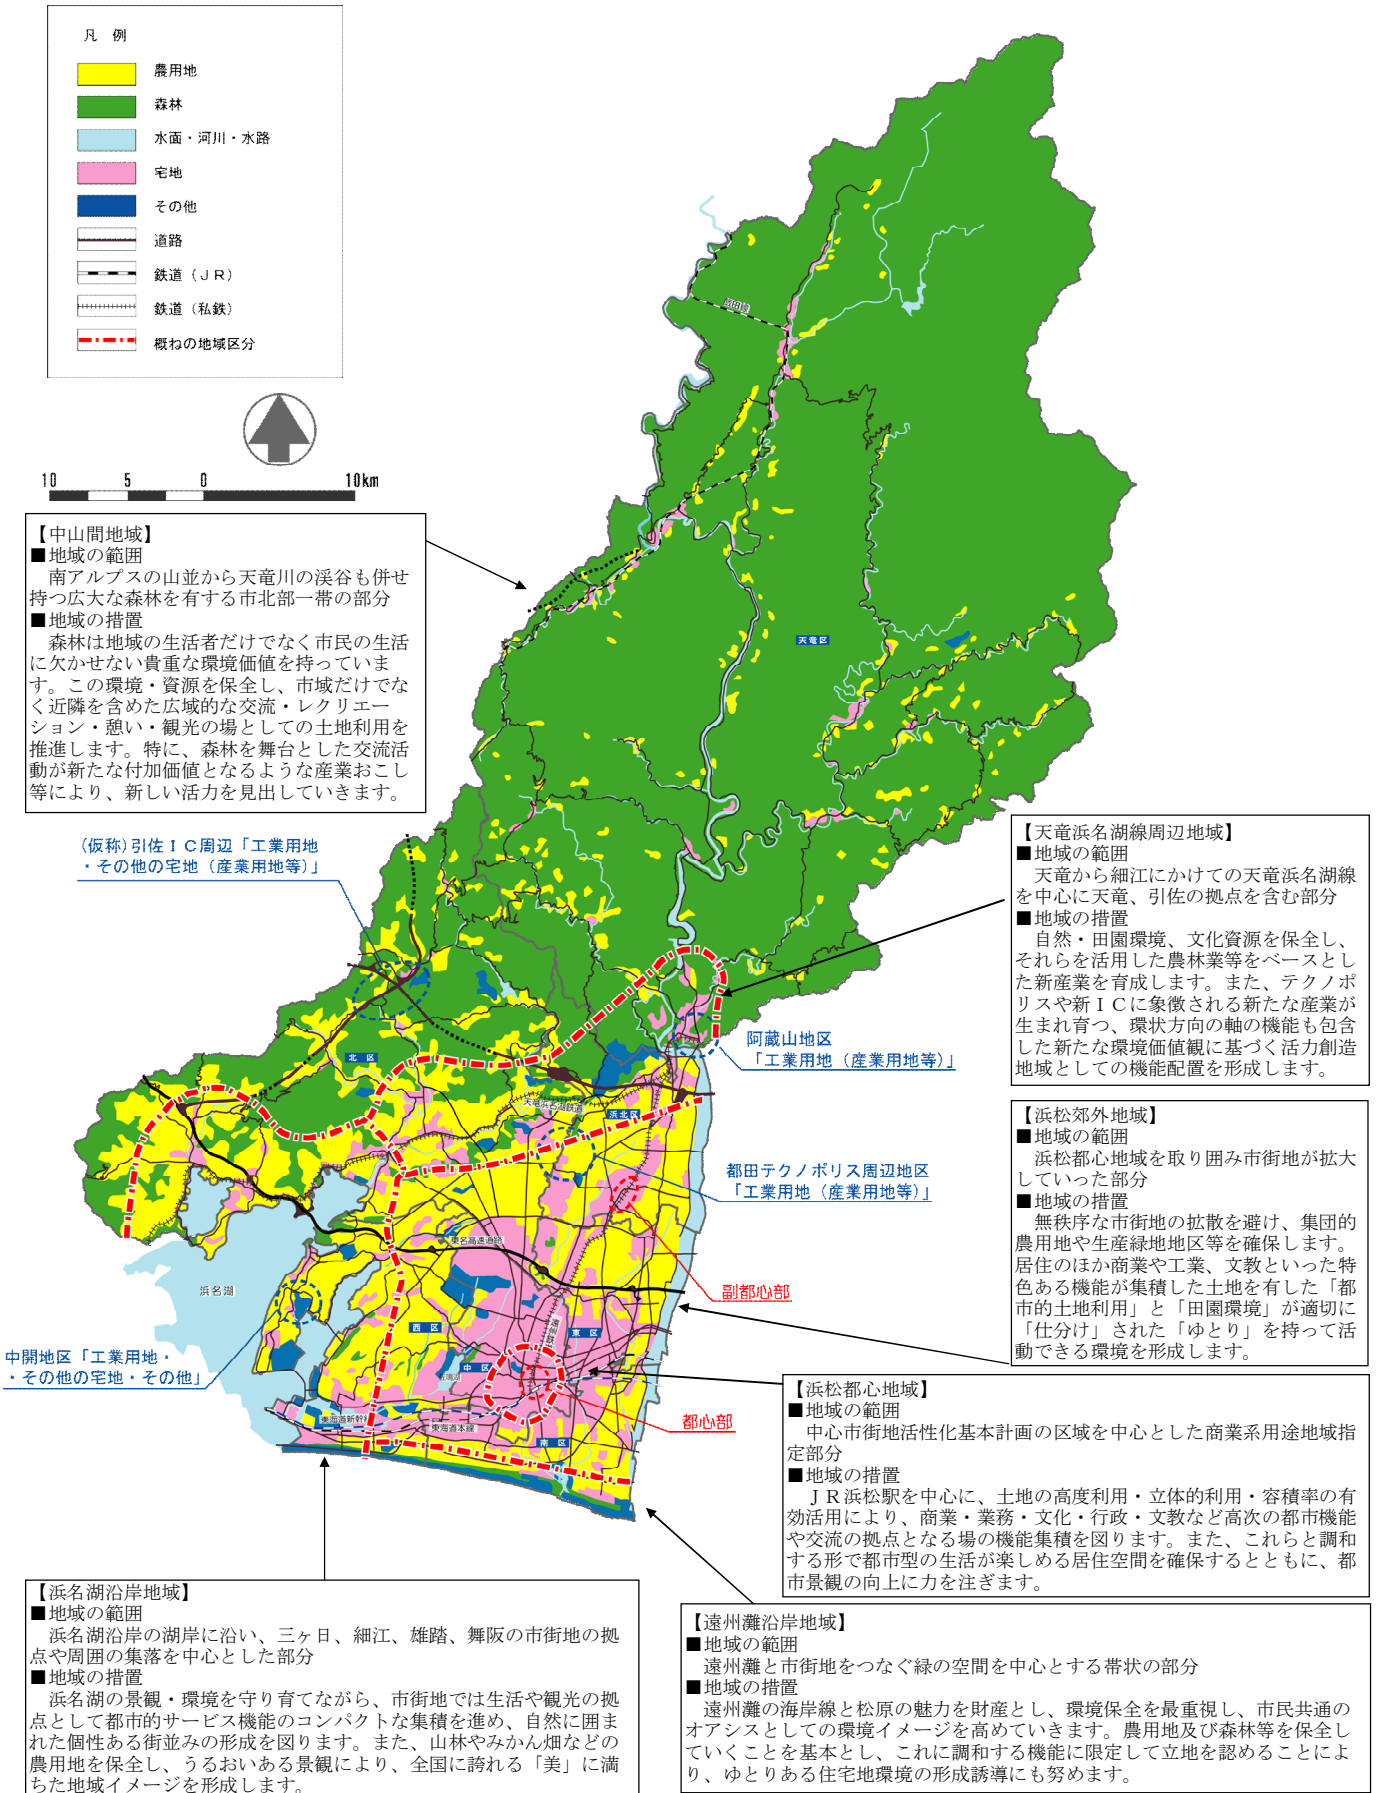 凡 例
農用地
森林
水面・河川・水路
宅地
その他
道路
鉄道（ＪＲ）
鉄道（私鉄）
概ねの地域区分
10 5 0 10km
【中山間地域】
■地域の範囲
　南アルプスの山並から天竜川の渓谷も併せ
持つ広大な森林を有する市北部一帯の部分
■地域の措置
　森林は地域の生活者だけでなく市民の生活
に欠かせない貴重な環境価値を持っていま
す。この環境・資源を保全し、市域だけでな
く近隣を含めた広域的な交流・レクリエー
ション・憩い・観光の場としての土地利用を
推進します。特に、森林を舞台とした交流活
動が新たな付加価値となるような産業おこし
等により、新しい活力を見出していきます。
飯田線
天竜区
(仮称)引佐ＩＣ周辺「工業用地
・その他の宅地（産業用地等）」
【天竜浜名湖線周辺地域】
■地域の範囲
　天竜から細江にかけての天竜浜名湖線
を中心に天竜、引佐の拠点を含む部分
■地域の措置
　自然・田園環境、文化資源を保全し、
それらを活用した農林業等をベースとし
た新産業を育成します。また、テクノポ
リスや新ＩＣに象徴される新たな産業が
生まれ育つ、環状方向の軸の機能も包含
した新たな環境価値観に基づく活力創造
地域としての機能配置を形成します。
阿蔵山地区
「工業用地（産業用地等）」
北区
天竜浜名湖鉄道
浜北区
都田テクノポリス周辺地区
「工業用地（産業用地等）」
【浜松郊外地域】
■地域の範囲
　浜松都心地域を取り囲み市街地が拡大
していった部分
■地域の措置
　無秩序な市街地の拡散を避け、集団的
農用地や生産緑地地区等を確保します。
居住のほか商業や工業、文教といった特
色ある機能が集積した土地を有した「都
市的土地利用」と「田園環境」が適切に
「仕分け」された「ゆとり」を持って活
動できる環境を形成します。
東名高速道路
浜名湖
副都心部
遠州鉄道
西区
東区
中区
佐鳴湖
中開地区「工業用地・
・その他の宅地・その他」
都心部
東海道新幹線
東海道本線
南区
【浜松都心地域】
■地域の範囲
　中心市街地活性化基本計画の区域を中心とした商業系用途地域指
定部分
■地域の措置
　ＪＲ浜松駅を中心に、土地の高度利用・立体的利用・容積率の有
効活用により、商業・業務・文化・行政・文教など高次の都市機能
や交流の拠点となる場の機能集積を図ります。また、これらと調和
する形で都市型の生活が楽しめる居住空間を確保するとともに、都
市景観の向上に力を注ぎます。
【浜名湖沿岸地域】
■地域の範囲
　浜名湖沿岸の湖岸に沿い、三ヶ日、細江、雄踏、舞阪の市街地の拠
点や周囲の集落を中心とした部分
■地域の措置
　浜名湖の景観・環境を守り育てながら、市街地では生活や観光の拠
点として都市的サービス機能のコンパクトな集積を進め、自然に囲ま
れた個性ある街並みの形成を図ります。また、山林やみかん畑などの
農用地を保全し、うるおいある景観により、全国に誇れる「美」に満
ちた地域イメージを形成します。
【遠州灘沿岸地域】
■地域の範囲
　遠州灘と市街地をつなぐ緑の空間を中心とする帯状の部分
■地域の措置
　遠州灘の海岸線と松原の魅力を財産とし、環境保全を最重視し、市民共通の
オアシスとしての環境イメージを高めていきます。農用地及び森林等を保全し
ていくことを基本とし、これに調和する機能に限定して立地を認めることによ
り、ゆとりある住宅地環境の形成誘導にも努めます。